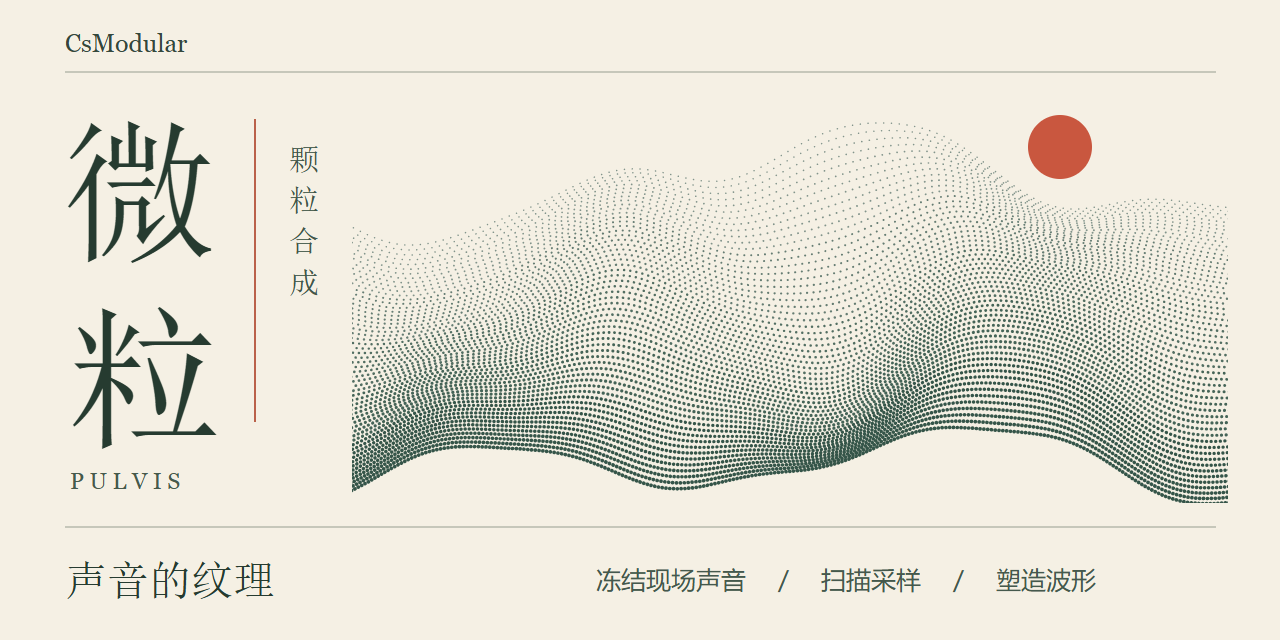 CsModular
微粒
颗粒合成
PULVIS
声音的纹理
冻结现场声音 / 扫描采样 / 塑造波形